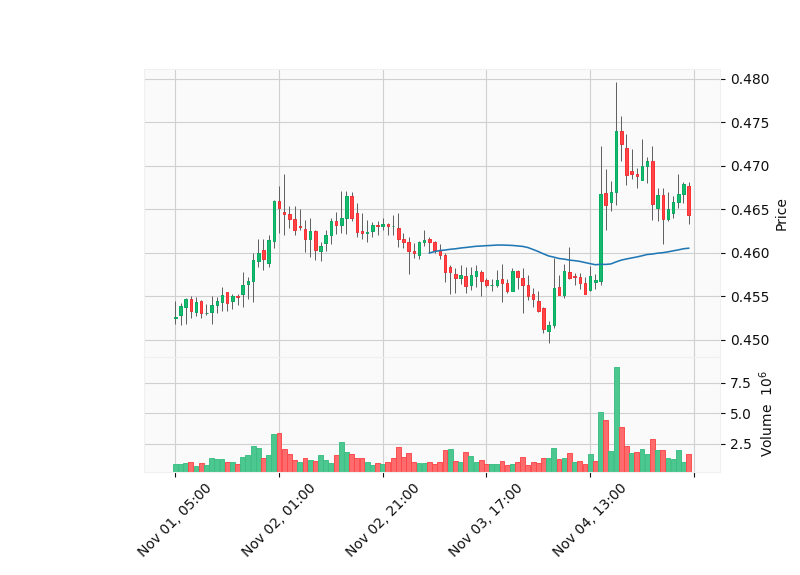 0.480
0.475
0.470
0.465
0.460
0.455
0.450
Price
7.5
5.0
2.5
Volume 10^6
Nov 01, 05:00
Nov 02, 01:00
Nov 02, 21:00
Nov 03, 17:00
Nov 04, 13:00